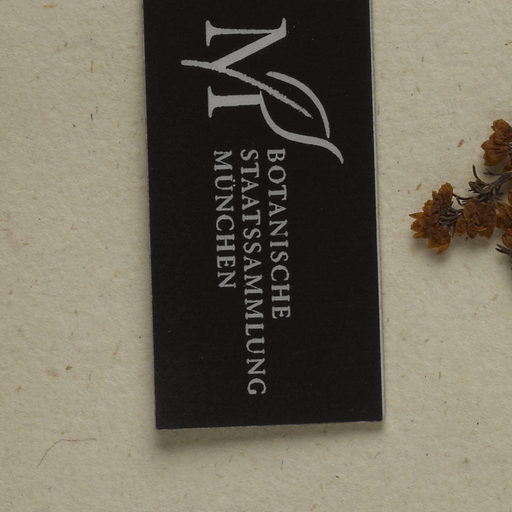 M
BOTANISCHE
STAATSSAMMLUNG
MÜNCHEN